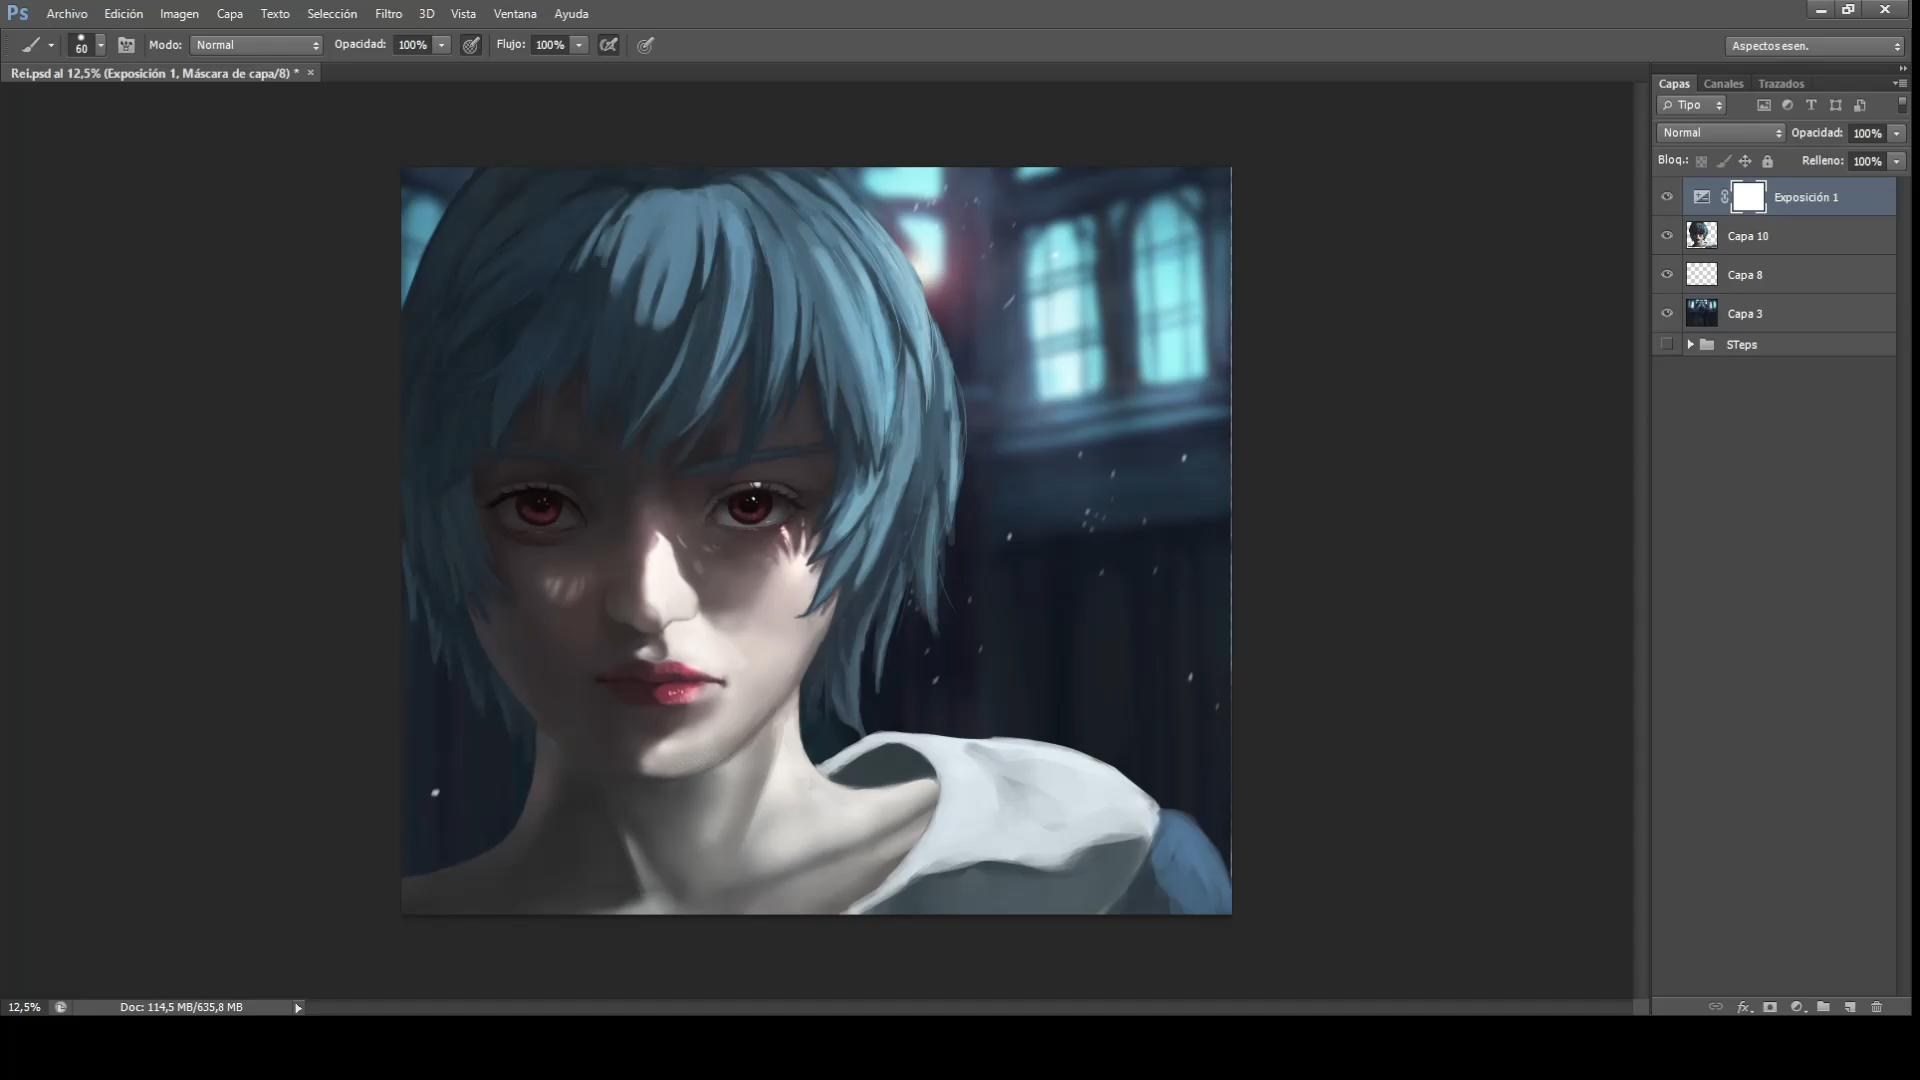 Ps Archivo Edición Imagen Capa Texto Selección Filtro 3D Vista Ventana Ayuda
60 Modo: Normal Opacidad: 100% Flujo: 100% Aspectos esen.
Rei.psd al 12,5% (Exposición 1, Máscara de capa/8) * ×
Capas Canales Trazados
Tipo
Normal Opacidad: 100%
Bloq.: Relleno: 100%
Exposición 1
Capa 10
Capa 8
Capa 3
STeps
12,5% Doc: 114,5 MB/635,8 MB